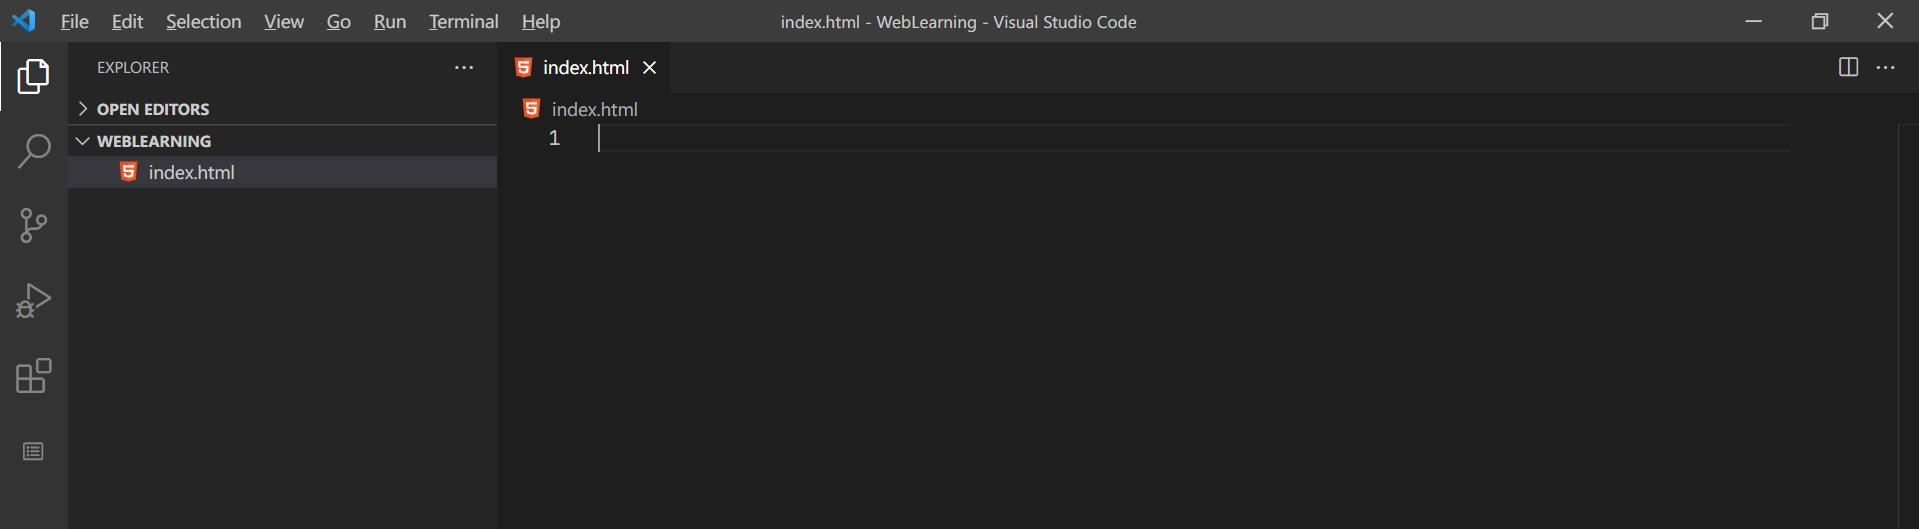 File Edit Selection View Go Run Terminal Help index.html - WebLearning - Visual Studio Code
EXPLORER
OPEN EDITORS
WEBLEARNING
index.html
index.html
index.html
1